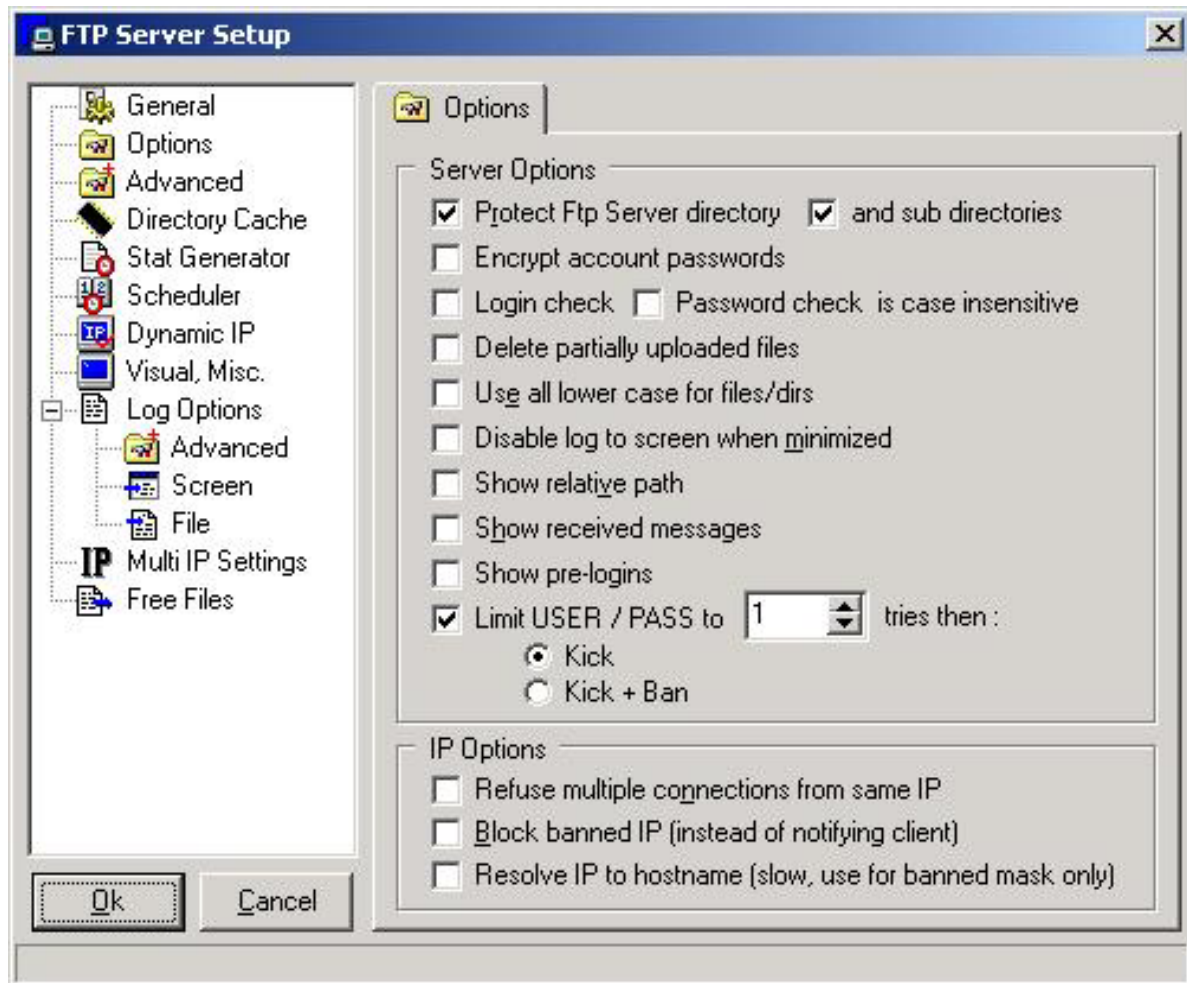 FTP Server Setup
General
Options
Advanced
Directory Cache
Stat Generator
Scheduler
Dynamic IP
Visual, Misc.
Log Options
Advanced
Screen
File
IP Multi IP Settings
Free Files
Ok Cancel
Options
Server Options
Protect Ftp Server directory and sub directories
Encrypt account passwords
Login check Password check is case insensitive
Delete partially uploaded files
Use all lower case for files/dirs
Disable log to screen when minimized
Show relative path
Show received messages
Show pre-logins
Limit USER / PASS to 1 tries then :
Kick
Kick + Ban
IP Options
Refuse multiple connections from same IP
Block banned IP (instead of notifying client)
Resolve IP to hostname (slow, use for banned mask only)